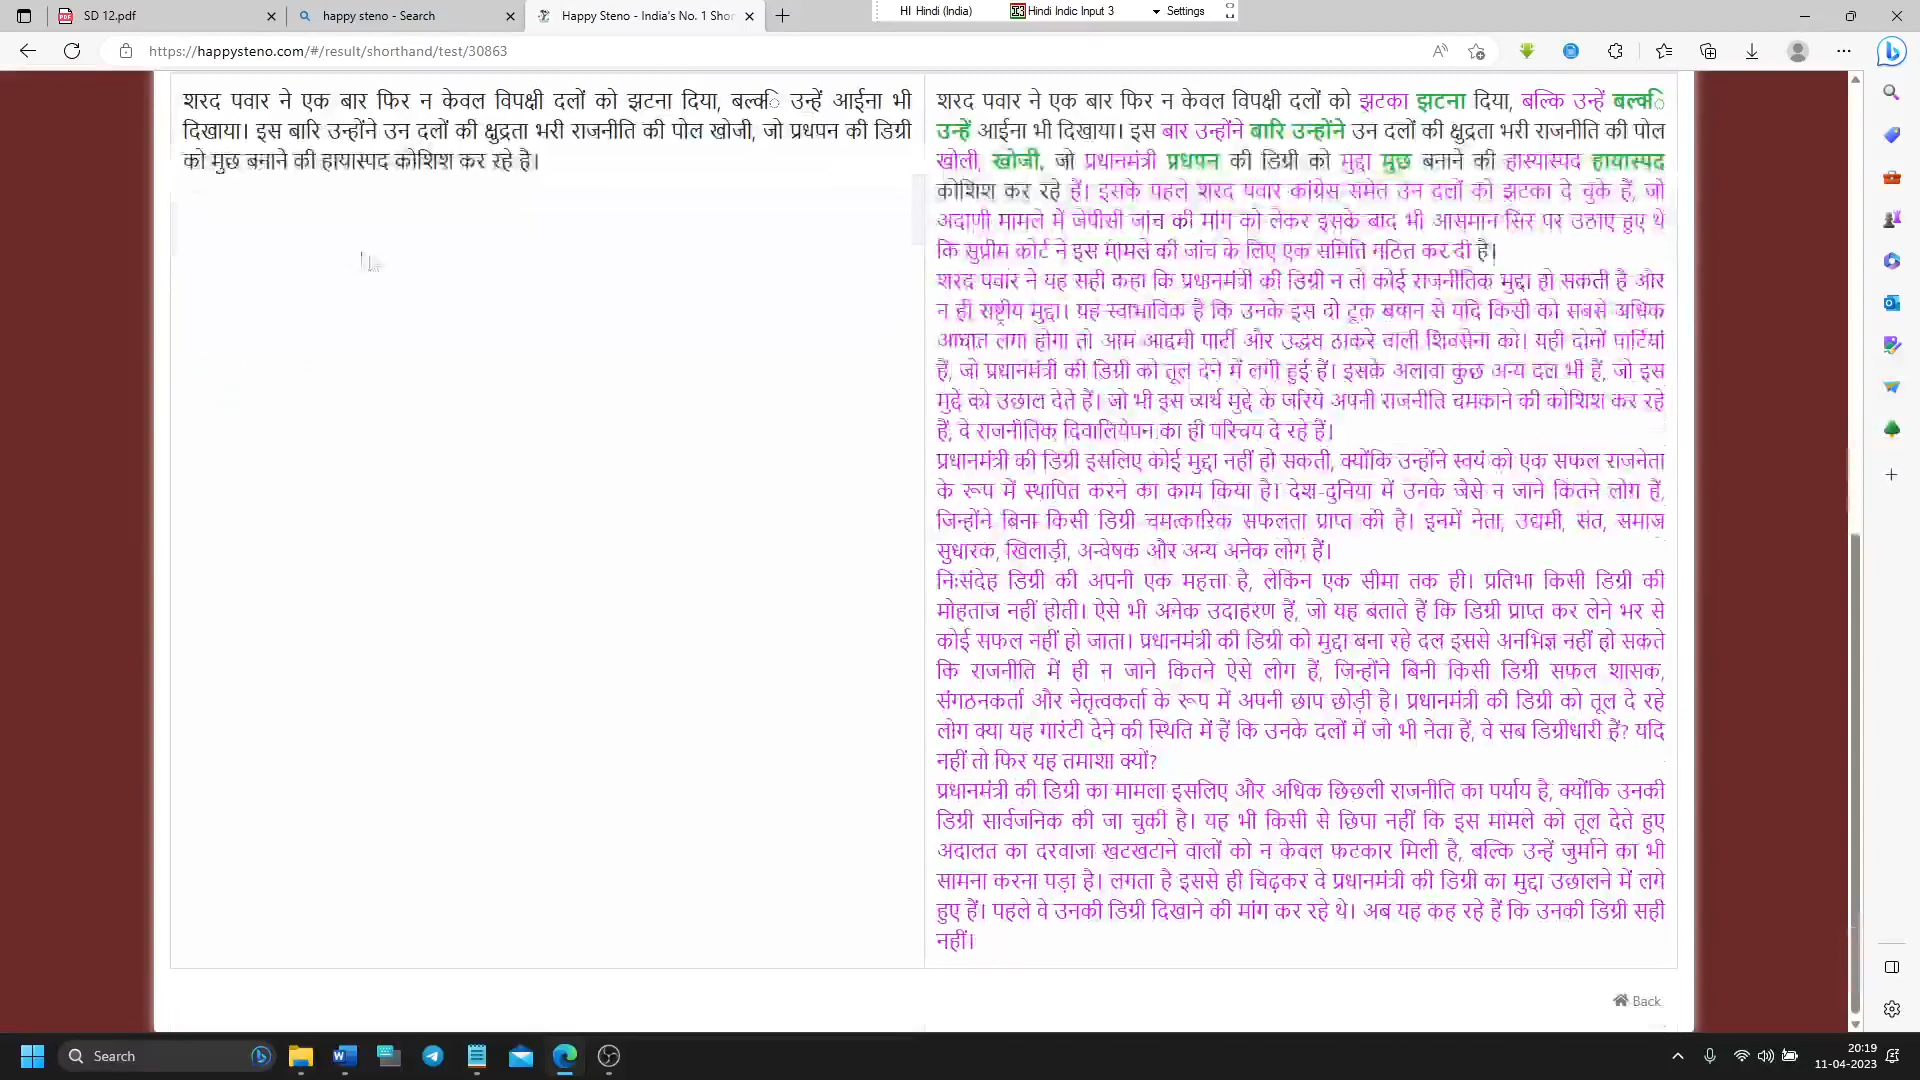 SD 12.pdf
happy steno - Search
Happy Steno - India's No. 1 Shor
HI Hindi (India)
Hindi Indic Input 3
Settings
https://happysteno.com/#/result/shorthand/test/30863
शरद पवार ने एक बार फिर न केवल विपक्षी दलों को झटना दिया, बल्कि उन्हें आईना भी
दिखाया। इस बारि उन्होंने उन दलों की क्षुद्रता भरी राजनीति की पोल खोजी, जो प्रधपन की डिग्री
को मुछ बनाने की हायास्पद कोशिश कर रहे है।
शरद पवार ने एक बार फिर न केवल विपक्षी दलों को झटका झटना दिया, बल्कि उन्हें बल्कि
उन्हें आईना भी दिखाया। इस बार उन्होंने बारि उन्होंने उन दलों की क्षुद्रता भरी राजनीति की पोल
खोली, खोजी, जो प्रधानमंत्री प्रधपन की डिग्री को मुद्दा मुछ बनाने की हास्यास्पद हायास्पद
कोशिश कर रहे हैं। इसके पहले शरद पवार कांग्रेस समेत उन दलों को झटका दे चुके हैं, जो
अदाणी मामले में जेपीसी जांच की मांग को लेकर इसके बाद भी आसमान सिर पर उठाए हुए थे
कि सुप्रीम कोर्ट ने इस मामले की जांच के लिए एक समिति गठित कर दी है।
शरद पवार ने यह सही कहा कि प्रधानमंत्री की डिग्री न तो कोई राजनीतिक मुद्दा हो सकती है और
न ही राष्ट्रीय मुद्दा। यह स्वाभाविक है कि उनके इस दो टूक बयान से यदि किसी को सबसे अधिक
आघात लगा होगा तो आम आदमी पार्टी और उद्धव ठाकरे वाली शिवसेना को। यही दोनों पार्टियां
हैं, जो प्रधानमंत्री की डिग्री को तूल देने में लगी हुई हैं। इसके अलावा कुछ अन्य दल भी हैं, जो इस
मुद्दे को उछाल देते हैं। जो भी इस व्यर्थ मुद्दे के जरिये अपनी राजनीति चमकाने की कोशिश कर रहे
हैं, वे राजनीतिक दिवालियेपन का ही परिचय दे रहे हैं।
प्रधानमंत्री की डिग्री इसलिए कोई मुद्दा नहीं हो सकती, क्योंकि उन्होंने स्वयं को एक सफल राजनेता
के रूप में स्थापित करने का काम किया है। देश-दुनिया में उनके जैसे न जाने कितने लोग हैं,
जिन्होंने बिना किसी डिग्री चमत्कारिक सफलता प्राप्त की है। इनमें नेता, उद्यमी, संत, समाज
सुधारक, खिलाड़ी, अन्वेषक और अन्य अनेक लोग हैं।
निःसंदेह डिग्री की अपनी एक महत्ता है, लेकिन एक सीमा तक ही। प्रतिभा किसी डिग्री की
मोहताज नहीं होती। ऐसे भी अनेक उदाहरण हैं, जो यह बताते हैं कि डिग्री प्राप्त कर लेने भर से
कोई सफल नहीं हो जाता। प्रधानमंत्री की डिग्री को मुद्दा बना रहे दल इससे अनभिज्ञ नहीं हो सकते
कि राजनीति में ही न जाने कितने ऐसे लोग हैं, जिन्होंने बिनी किसी डिग्री सफल शासक,
संगठनकर्ता और नेतृत्वकर्ता के रूप में अपनी छाप छोड़ी है। प्रधानमंत्री की डिग्री को तूल दे रहे
लोग क्या यह गारंटी देने की स्थिति में हैं कि उनके दलों में जो भी नेता हैं, वे सब डिग्रीधारी हैं? यदि
नहीं तो फिर यह तमाशा क्यों?
प्रधानमंत्री की डिग्री का मामला इसलिए और अधिक छिछली राजनीति का पर्याय है, क्योंकि उनकी
डिग्री सार्वजनिक की जा चुकी है। यह भी किसी से छिपा नहीं कि इस मामले को तूल देते हुए
अदालत का दरवाजा खटखटाने वालों को न केवल फटकार मिली है, बल्कि उन्हें जुर्माने का भी
सामना करना पड़ा है। लगता है इससे ही चिढ़कर वे प्रधानमंत्री की डिग्री का मुद्दा उछालने में लगे
हुए हैं। पहले वे उनकी डिग्री दिखाने की मांग कर रहे थे। अब यह कह रहे हैं कि उनकी डिग्री सही
नहीं।
Back
Search
20:19
11-04-2023